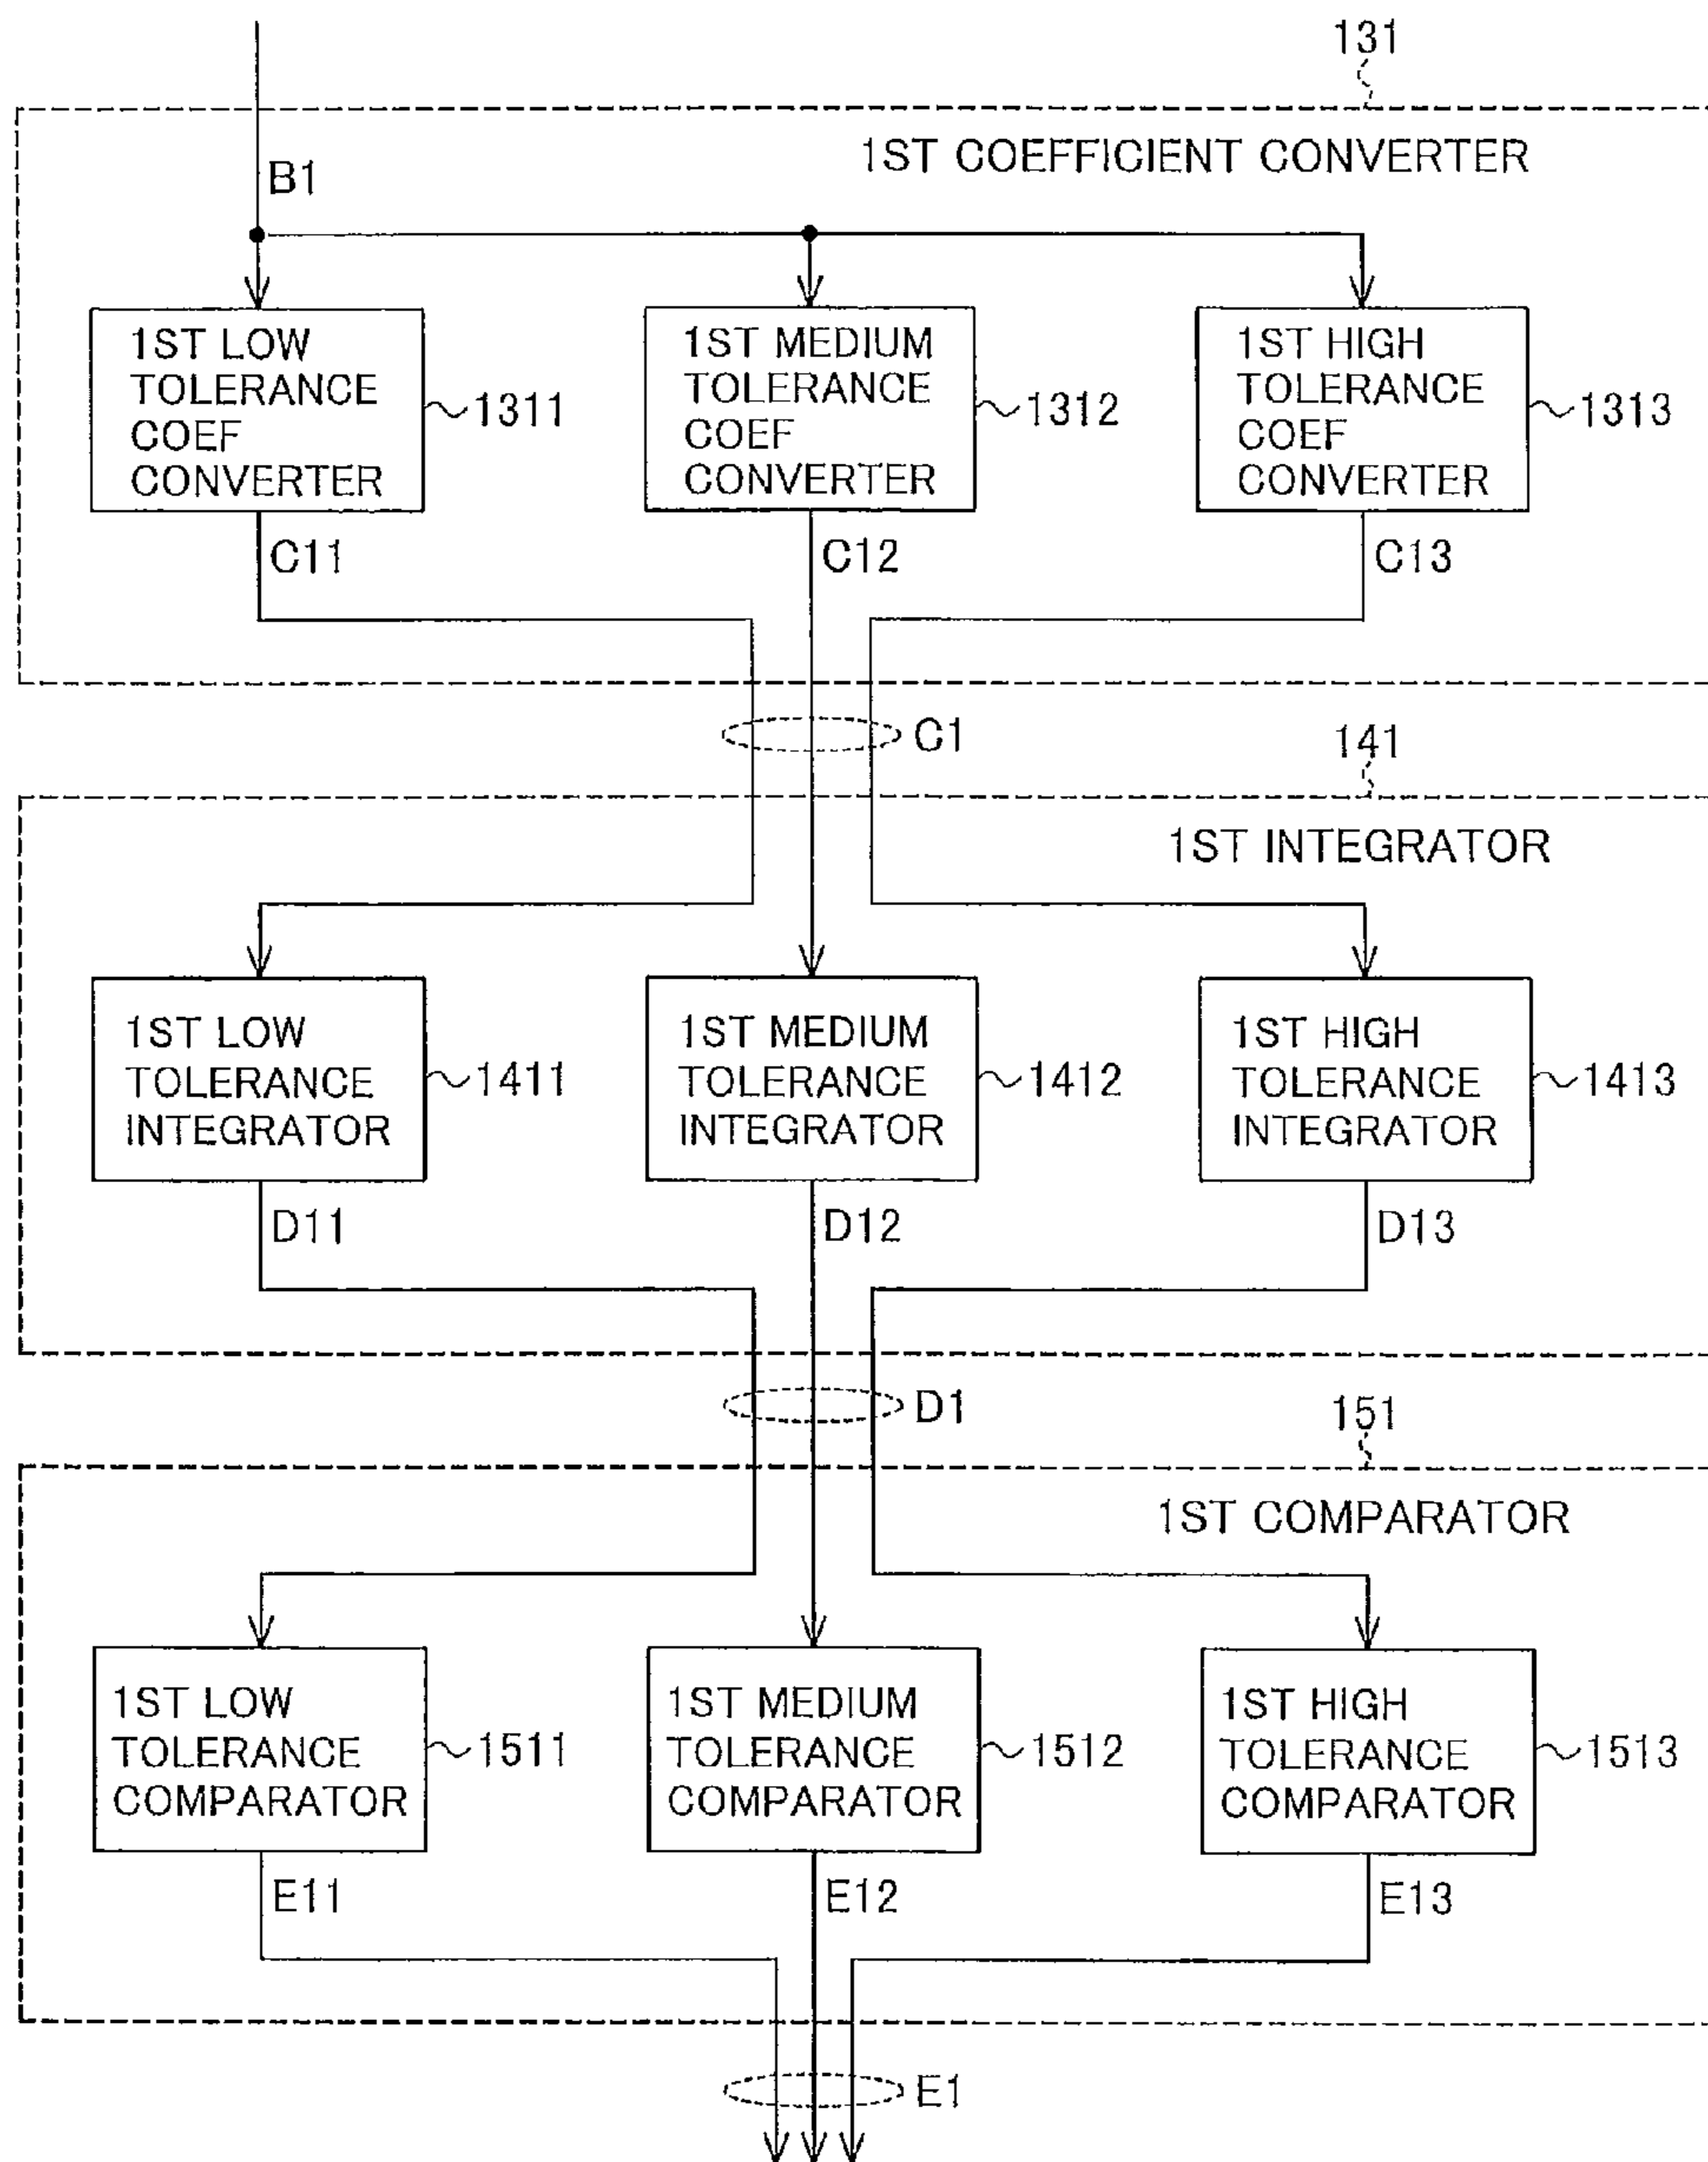 131
1ST COEFFICIENT CONVERTER
B1
1ST LOW
TOLERANCE
COEF
CONVERTER
1311
1ST MEDIUM
TOLERANCE
COEF
CONVERTER
1312
1ST HIGH
TOLERANCE
COEF
CONVERTER
1313
C11
C12
C13
C1
141
1ST INTEGRATOR
1ST LOW
TOLERANCE
INTEGRATOR
1411
1ST MEDIUM
TOLERANCE
INTEGRATOR
1412
1ST HIGH
TOLERANCE
INTEGRATOR
1413
D11
D12
D13
D1
151
1ST COMPARATOR
1ST LOW
TOLERANCE
COMPARATOR
1511
1ST MEDIUM
TOLERANCE
COMPARATOR
1512
1ST HIGH
TOLERANCE
COMPARATOR
1513
E11
E12
E13
E1